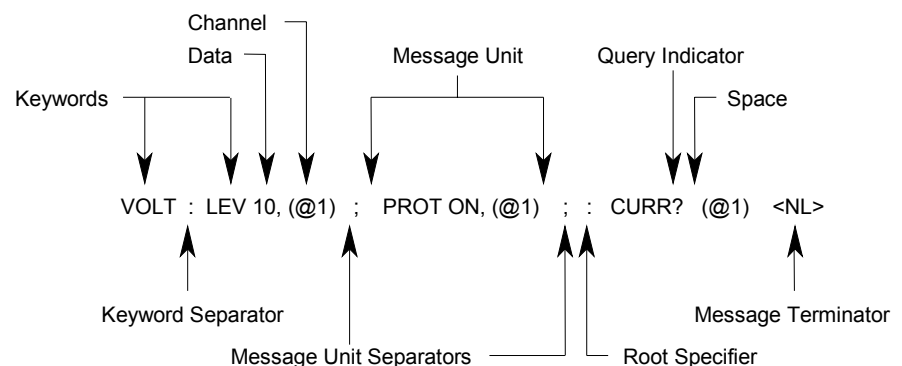 Channel
Data
Message Unit
Query Indicator
Keywords
Space
VOLT : LEV 10, (@1) ; PROT ON, (@1) ; : CURR? (@1) <NL>
Keyword Separator
Message Terminator
Message Unit Separators
Root Specifier